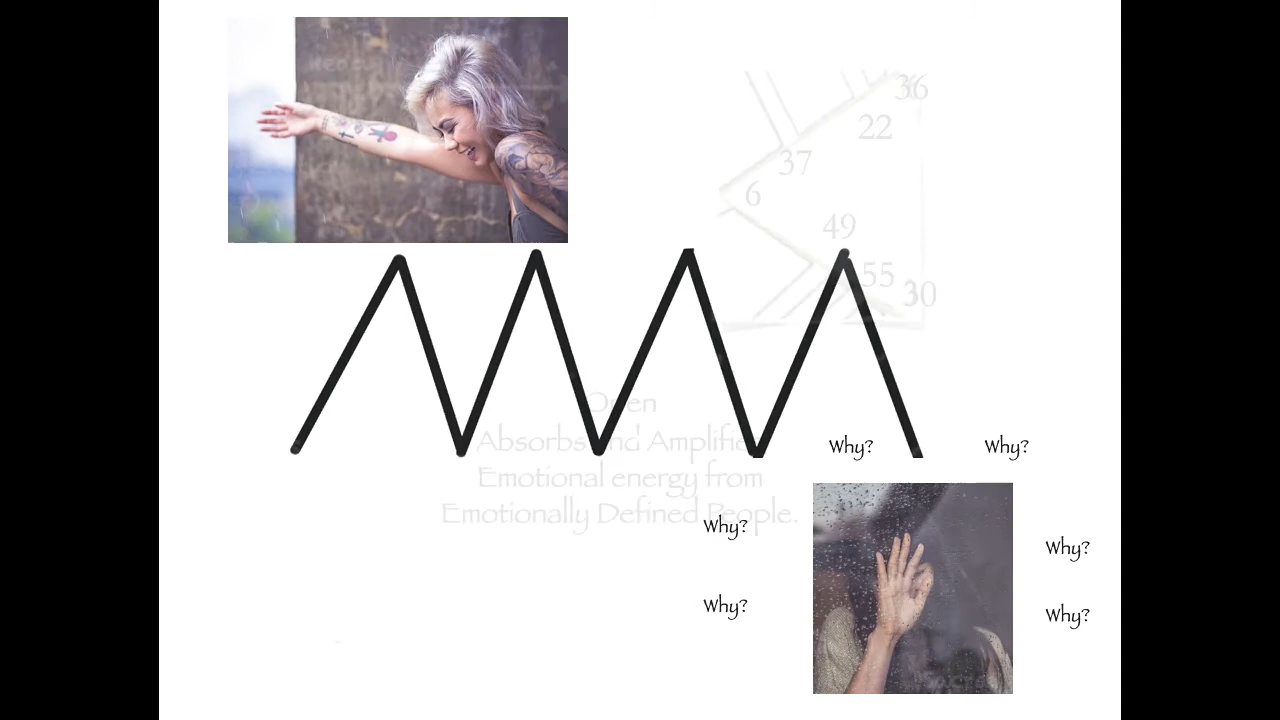 36
22
37
6
49
55
30
Open
Absorbs and Amplifies
Emotional energy from
Emotionally Defined People.
Why?
Why?
Why?
Why?
Why?
Why?